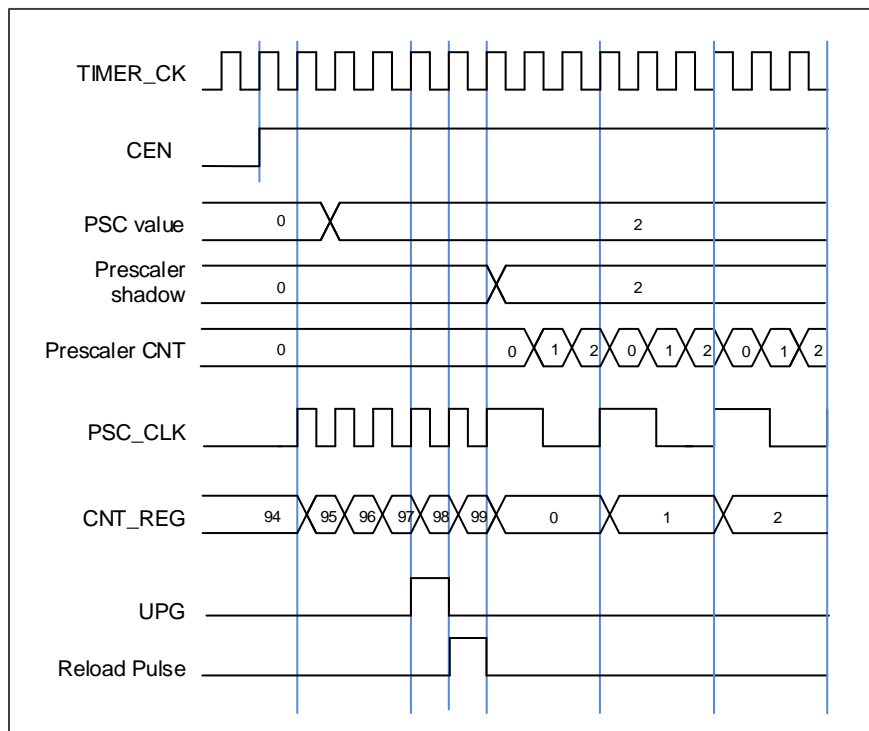 TIMER_CK
CEN
PSC value 0 2
Prescaler
shadow 0 2
Prescaler CNT 0 0 1 2 0 1 2 0 1 2
PSC_CLK
CNT_REG 94 95 96 97 98 99 0 1 2
UPG
Reload Pulse